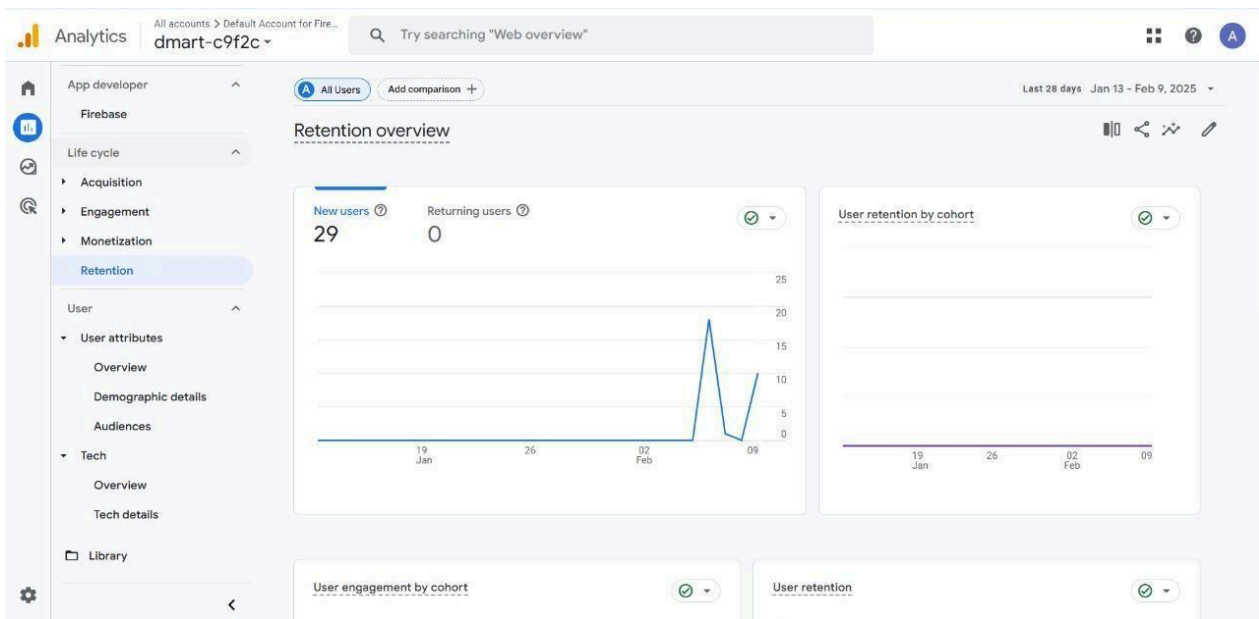 All accounts > Default Account for Fire...
Analytics
dmart-c9f2c
Try searching "Web overview"
A
App developer
Firebase
Life cycle
Acquisition
Engagement
Monetization
Retention
User
User attributes
Overview
Demographic details
Audiences
Tech
Overview
Tech details
Library
A All Users
Add comparison +
Last 28 days Jan 13 - Feb 9, 2025
Retention overview
New users
29
Returning users
0
25
20
15
10
5
0
19 Jan
26
02 Feb
09
User retention by cohort
19 Jan
26
02 Feb
09
User engagement by cohort
User retention